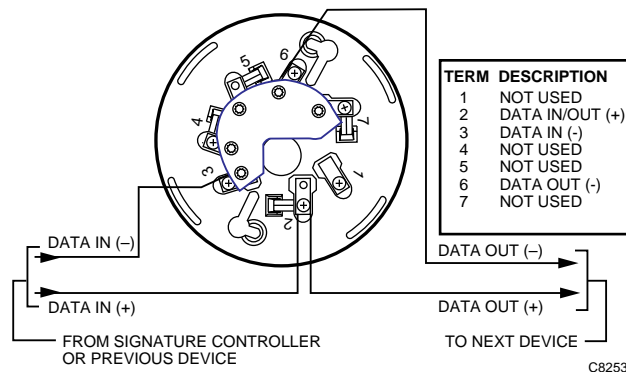 5
6
4
7
3
1
2
TERM DESCRIPTION
1 NOT USED
2 DATA IN/OUT (+)
3 DATA IN (-)
4 NOT USED
5 NOT USED
6 DATA OUT (-)
7 NOT USED
DATA IN (–)
DATA OUT (–)
DATA IN (+)
DATA OUT (+)
FROM SIGNATURE CONTROLLER
OR PREVIOUS DEVICE
TO NEXT DEVICE
C8253